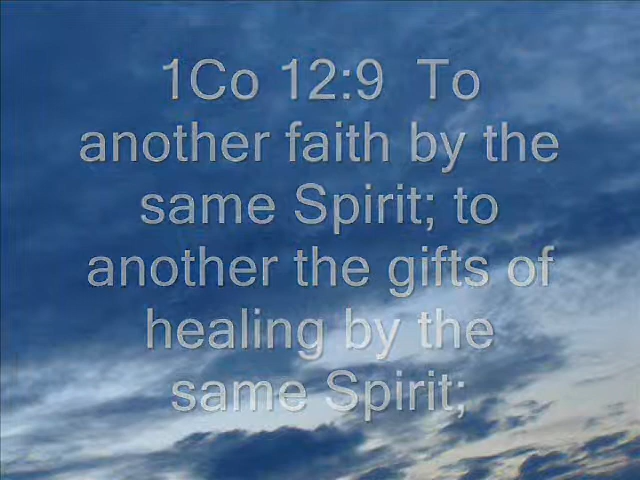 1Co 12:9  To
another faith by the
same Spirit; to
another the gifts of
healing by the
same Spirit;